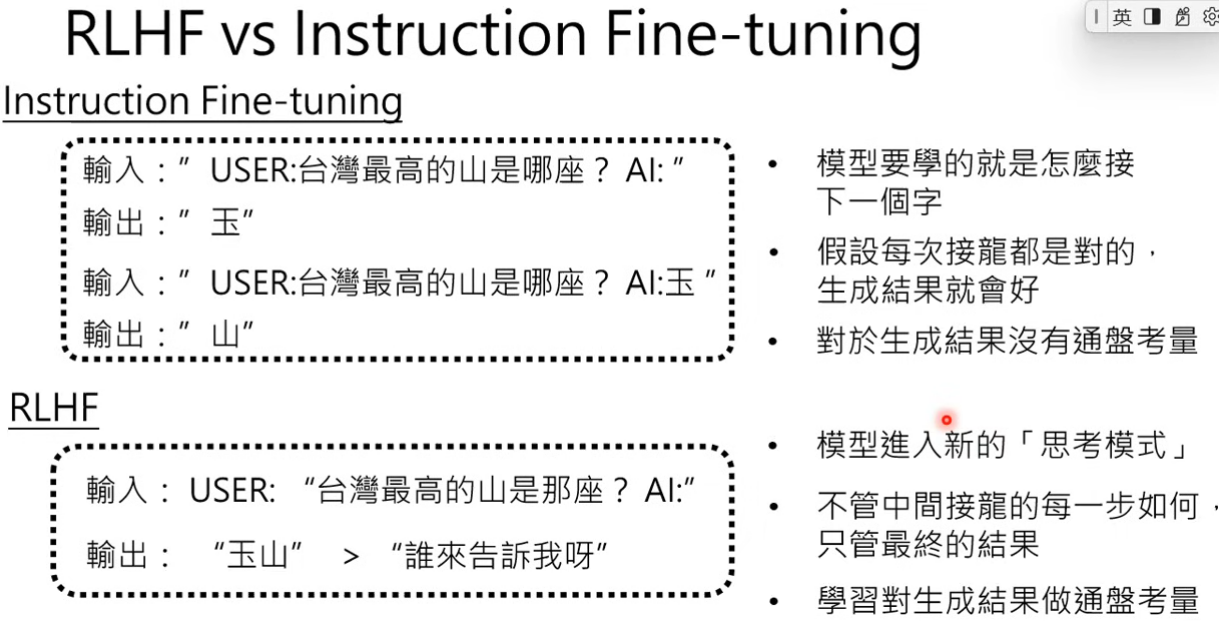 RLHF vs Instruction Fine-tuning
英
Instruction Fine-tuning
輸入：” USER:台灣最高的山是哪座？ AI: ”
輸出：” 玉”
輸入：” USER:台灣最高的山是哪座？ AI:玉 ”
輸出：” 山”
• 模型要學的就是怎麼接
下一個字
• 假設每次接龍都是對的，
生成結果就會好
• 對於生成結果沒有通盤考量
RLHF
輸入： USER: “台灣最高的山是那座？ AI:”
輸出： “玉山” > “誰來告訴我呀”
• 模型進入新的「思考模式」
• 不管中間接龍的每一步如何，
只管最終的結果
• 學習對生成結果做通盤考量